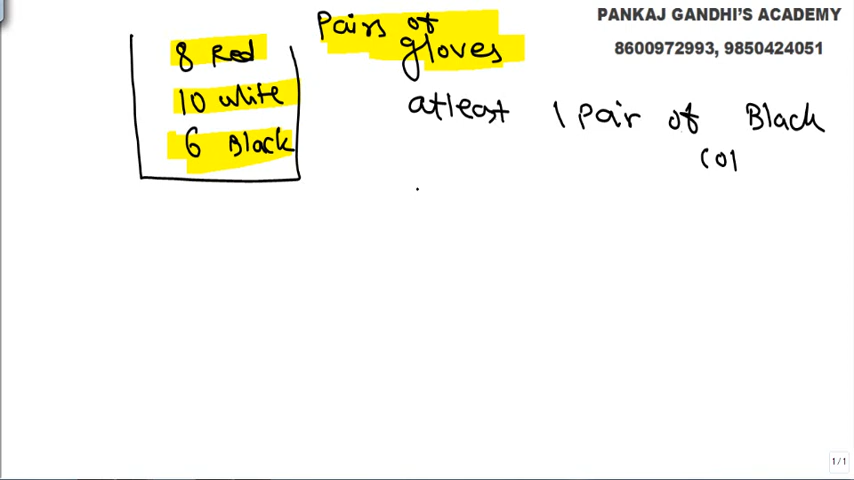 PANKAJ GANDHI'S ACADEMY
8600972993, 9850424051
Pairs of
gloves
8 Red
10 white
6 Black
atleast 1 Pair of Black
col
1/1